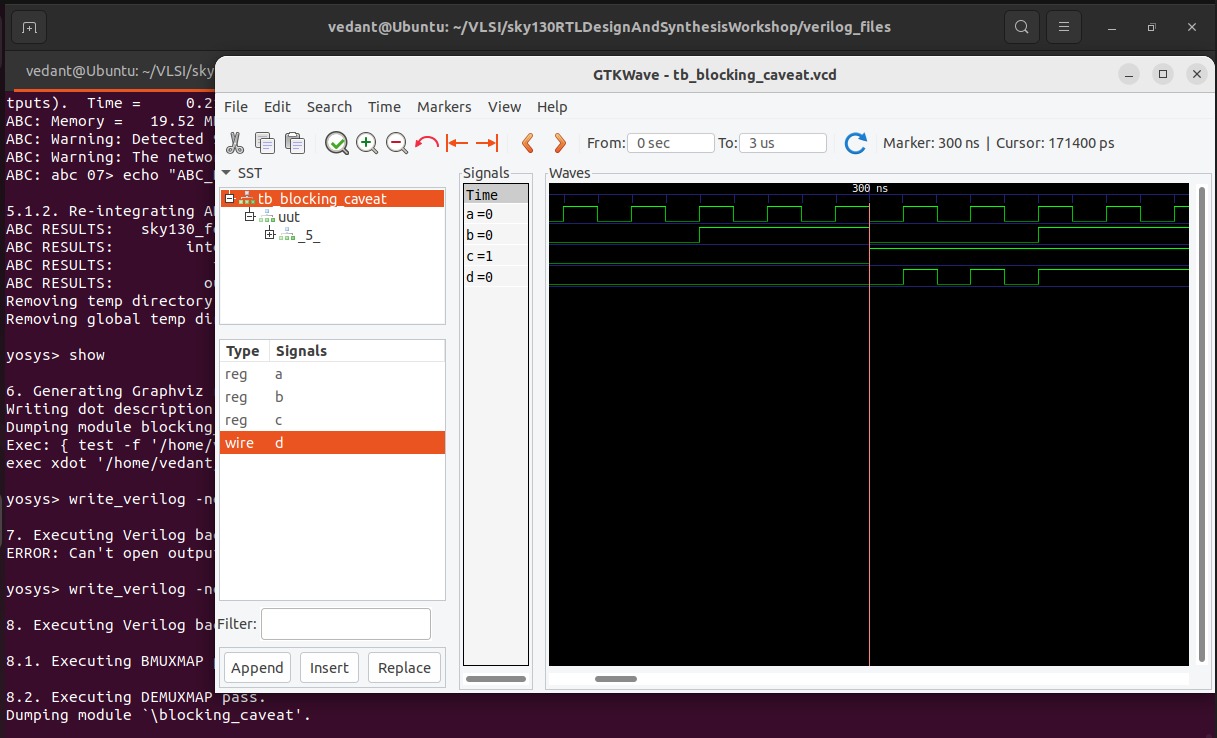 vedant@Ubuntu: ~/VLSI/sky130RTLDesignAndSynthesisWorkshop/verilog_files
vedant@Ubuntu: ~/VLSI/sky
tputs).  Time =     0.2
ABC: Memory =   19.52 M
ABC: Warning: Detected
ABC: Warning: The netwo
ABC: abc 07> echo "ABC_
5.1.2. Re-integrating A
ABC RESULTS:   sky130_f
ABC RESULTS:        int
ABC RESULTS:
ABC RESULTS:          o
Removing temp directory
Removing global temp di
yosys> show
6. Generating Graphviz
Writing dot description
Dumping module blocking_
Exec: { test -f '/home/
exec xdot '/home/vedant
yosys> write_verilog -n
7. Executing Verilog ba
ERROR: Can't open outpu
yosys> write_verilog -n
8. Executing Verilog ba
8.1. Executing BMUXMAP
8.2. Executing DEMUXMAP pass.
Dumping module `\blocking_caveat'.
GTKWave - tb_blocking_caveat.vcd
File Edit Search Time Markers View Help
From: 0 sec To: 3 us Marker: 300 ns | Cursor: 171400 ps
SST
tb_blocking_caveat
uut
_5_
Type Signals
reg a
reg b
reg c
wire d
Filter:
Append Insert Replace
Signals
Time
a=0
b=0
c=1
d=0
Waves
300 ns